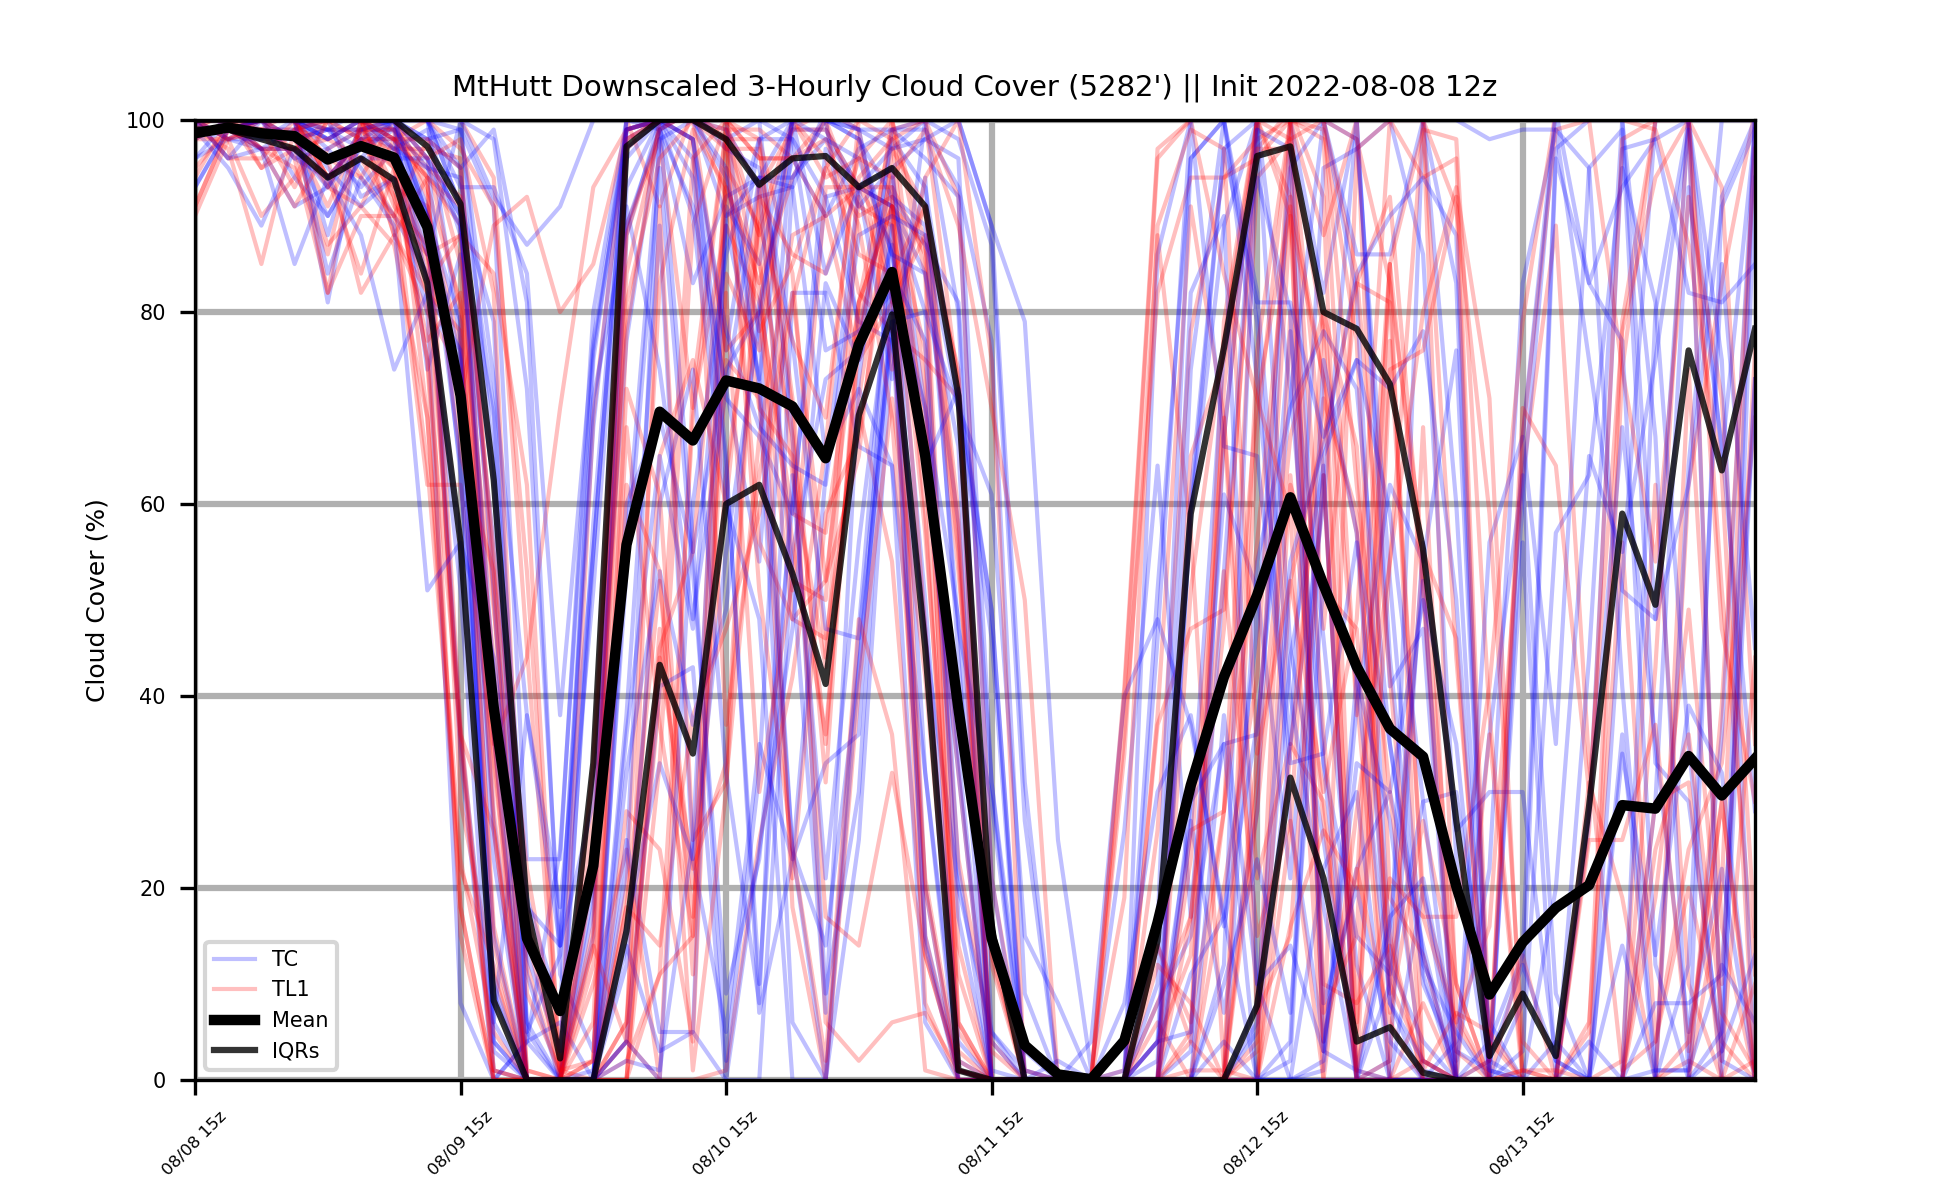 MtHutt Downscaled 3-Hourly Cloud Cover (5282') || Init 2022-08-08 12z
Cloud Cover (%)
100
80
60
40
20
0
TC
TL1
Mean
IQRs
08/08 15z
08/09 15z
08/10 15z
08/11 15z
08/12 15z
08/13 15z